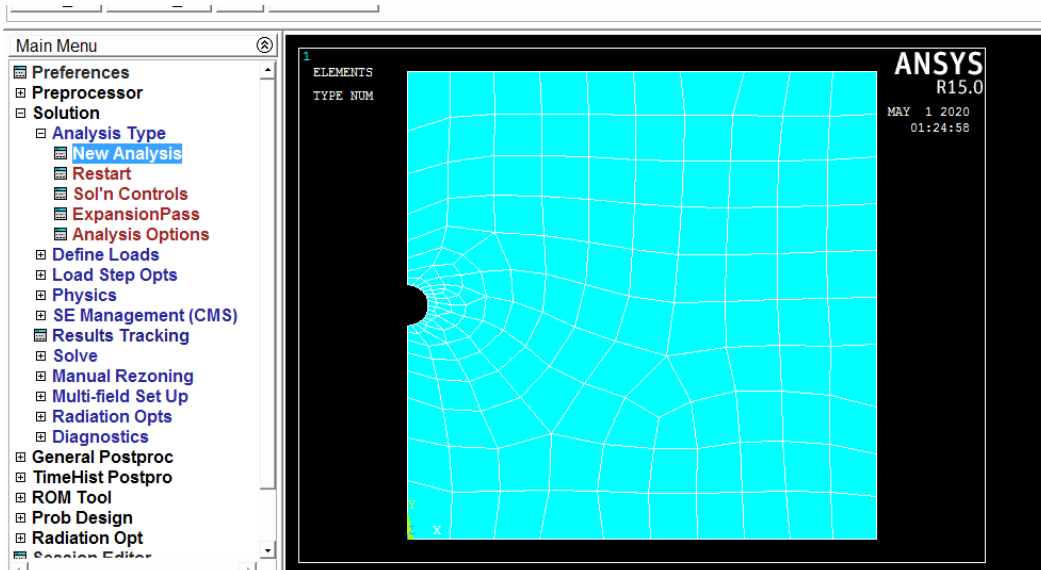 Main Menu
Preferences
Preprocessor
Solution
Analysis Type
New Analysis
Restart
Sol'n Controls
ExpansionPass
Analysis Options
Define Loads
Load Step Opts
Physics
SE Management (CMS)
Results Tracking
Solve
Manual Rezoning
Multi-field Set Up
Radiation Opts
Diagnostics
General Postproc
TimeHist Postpro
ROM Tool
Prob Design
Radiation Opt
Session Editor
1
ELEMENTS
TYPE NUM
ANSYS
R15.0
MAY 1 2020
01:24:58
Y
Z X